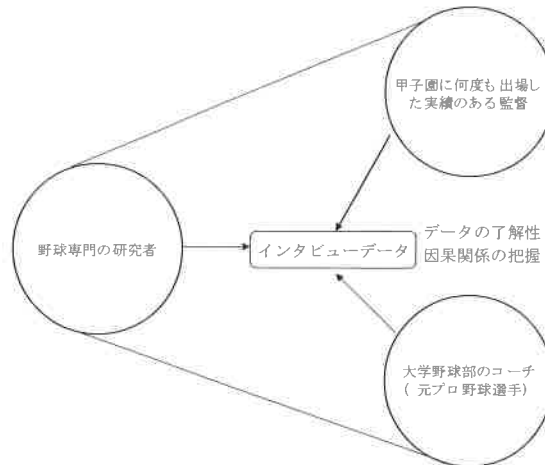 甲子園に何度も出場し
た実績のある監督
野球専門の研究者
インタビューデータ
データの了解性
因果関係の把握
大学野球部のコーチ
(元プロ野球選手)